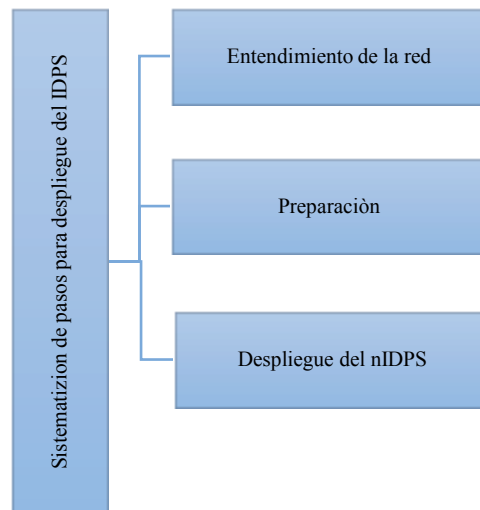 Sistematizion de pasos para despliegue del IDPS
Entendimiento de la red
Preparaciòn
Despliegue del nIDPS